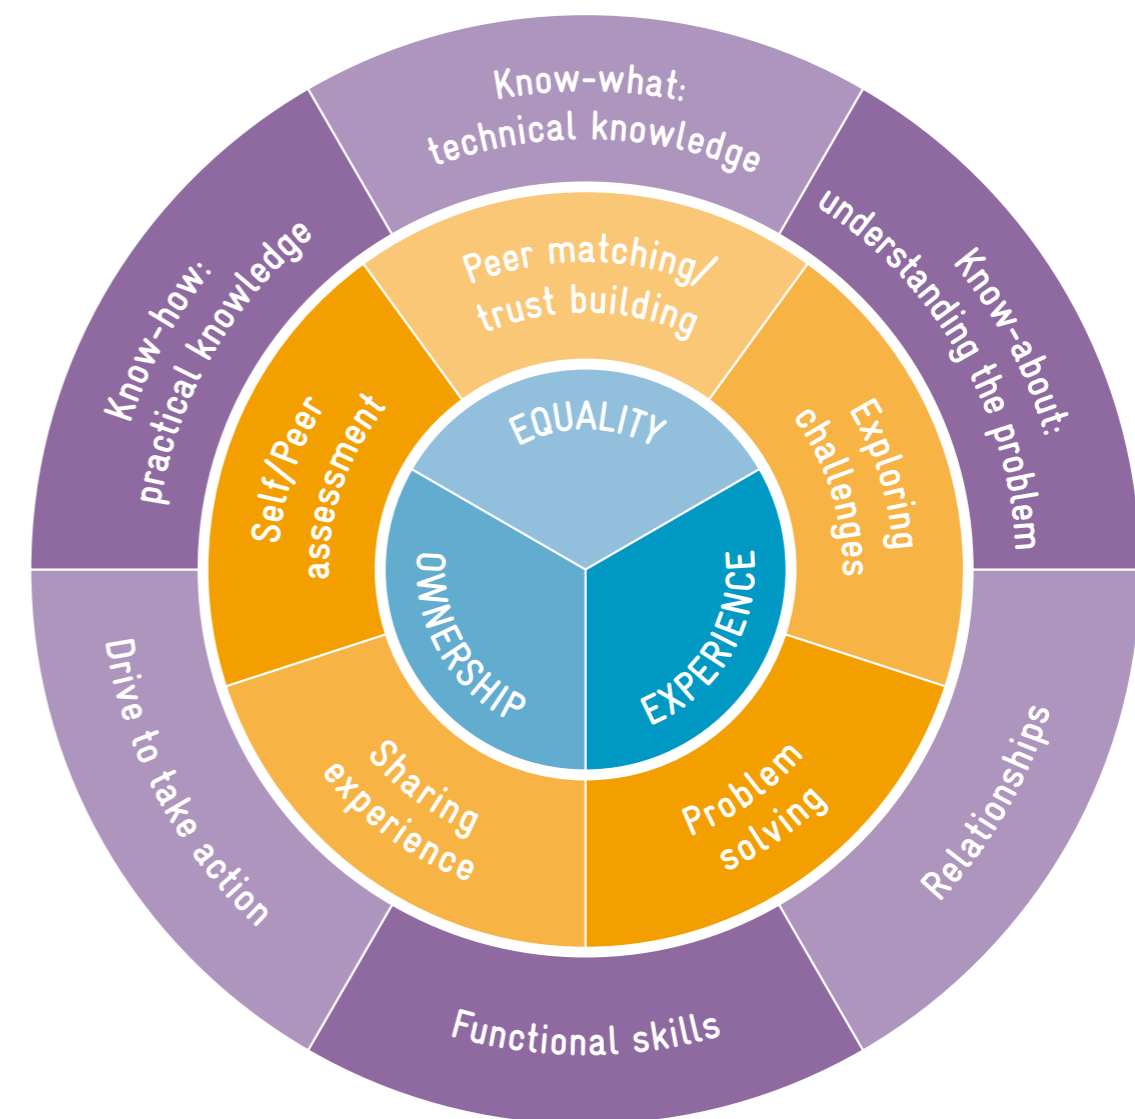 Know-what:
technical knowledge
Know-about:
understanding the problem
Relationships
Functional skills
Drive to take action
Know-how:
practical knowledge
Peer matching/
trust building
Exploring
challenges
Problem
solving
Sharing
experience
Self/Peer
assessment
EQUALITY
EXPERIENCE
OWNERSHIP